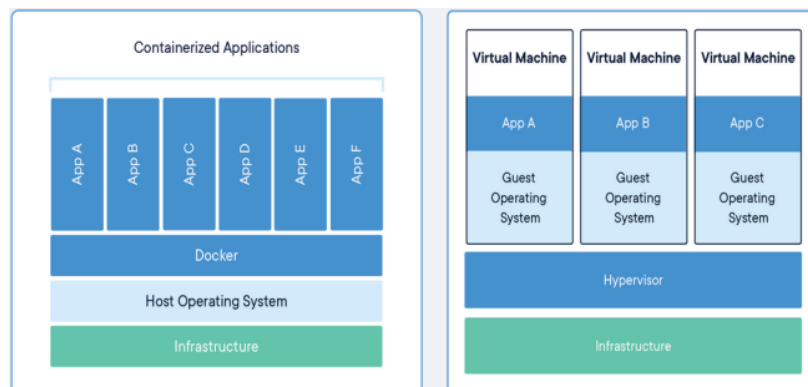 Containerized Applications
App A
App B
App C
App D
App E
App F
Docker
Host Operating System
Infrastructure
Virtual Machine
App A
Guest
Operating
System
Virtual Machine
App B
Guest
Operating
System
Virtual Machine
App C
Guest
Operating
System
Hypervisor
Infrastructure